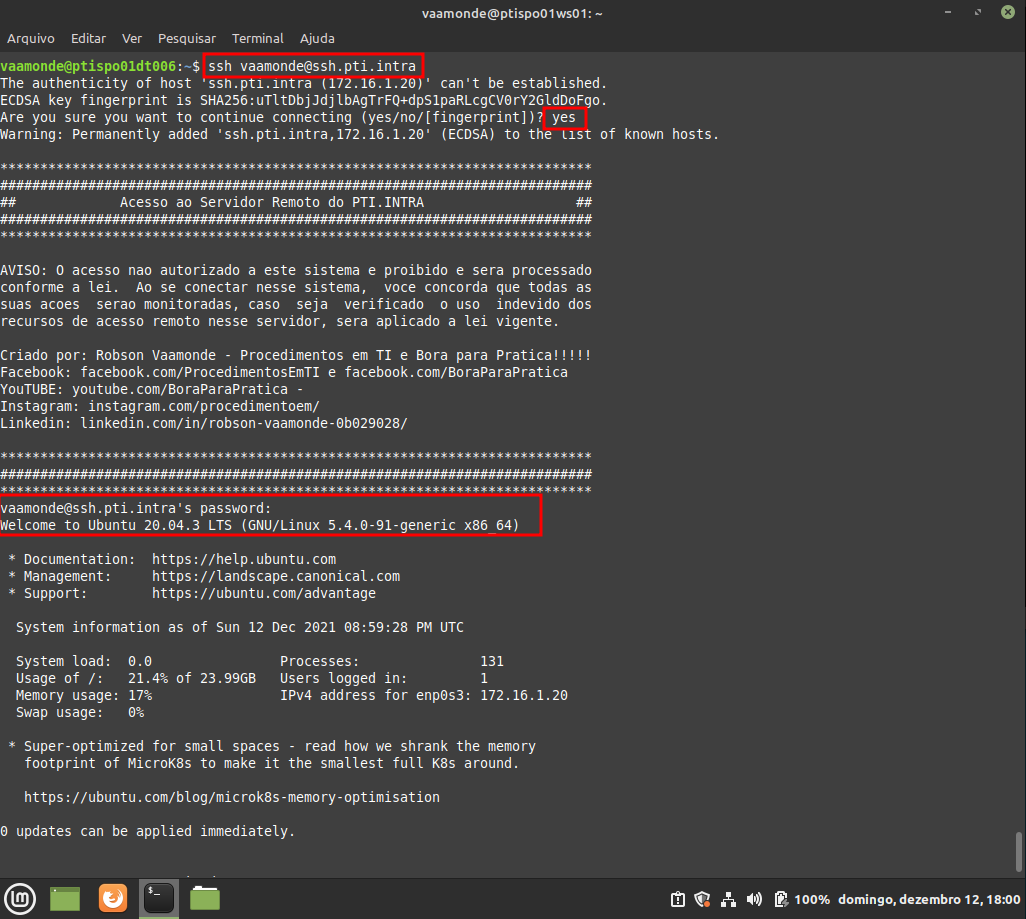 vaamonde@ptispo01ws01: ~
Arquivo Editar Ver Pesquisar Terminal Ajuda
vaamonde@ptispo01dt006:~$ ssh vaamonde@ssh.pti.intra
The authenticity of host 'ssh.pti.intra (172.16.1.20)' can't be established.
ECDSA key fingerprint is SHA256:uTltDbjJdjlbAgTrFQ+dpS1paRLcgCV0rY2GldDoFgo.
Are you sure you want to continue connecting (yes/no/[fingerprint])? yes
Warning: Permanently added 'ssh.pti.intra,172.16.1.20' (ECDSA) to the list of known hosts.
**************************************************************************
##########################################################################
##             Acesso ao Servidor Remoto do PTI.INTRA                   ##
##########################################################################
**************************************************************************
AVISO: O acesso nao autorizado a este sistema e proibido e sera processado
conforme a lei.  Ao se conectar nesse sistema,  voce concorda que todas as
suas acoes  serao monitoradas, caso  seja  verificado  o uso  indevido dos
recursos de acesso remoto nesse servidor, sera aplicado a lei vigente.
Criado por: Robson Vaamonde - Procedimentos em TI e Bora para Pratica!!!!!
Facebook: facebook.com/ProcedimentosEmTI e facebook.com/BoraParaPratica
YouTUBE: youtube.com/BoraParaPratica -
Instagram: instagram.com/procedimentoem/
Linkedin: linkedin.com/in/robson-vaamonde-0b029028/
**************************************************************************
##########################################################################
**************************************************************************
vaamonde@ssh.pti.intra's password:
Welcome to Ubuntu 20.04.3 LTS (GNU/Linux 5.4.0-91-generic x86_64)
* Documentation:  https://help.ubuntu.com
* Management:     https://landscape.canonical.com
* Support:        https://ubuntu.com/advantage
System information as of Sun 12 Dec 2021 08:59:28 PM UTC
System load:  0.0                Processes:               131
Usage of /:   21.4% of 23.99GB   Users logged in:         1
Memory usage: 17%                IPv4 address for enp0s3: 172.16.1.20
Swap usage:   0%
* Super-optimized for small spaces - read how we shrank the memory
footprint of MicroK8s to make it the smallest full K8s around.
https://ubuntu.com/blog/microk8s-memory-optimisation
0 updates can be applied immediately.
100% domingo, dezembro 12, 18:00